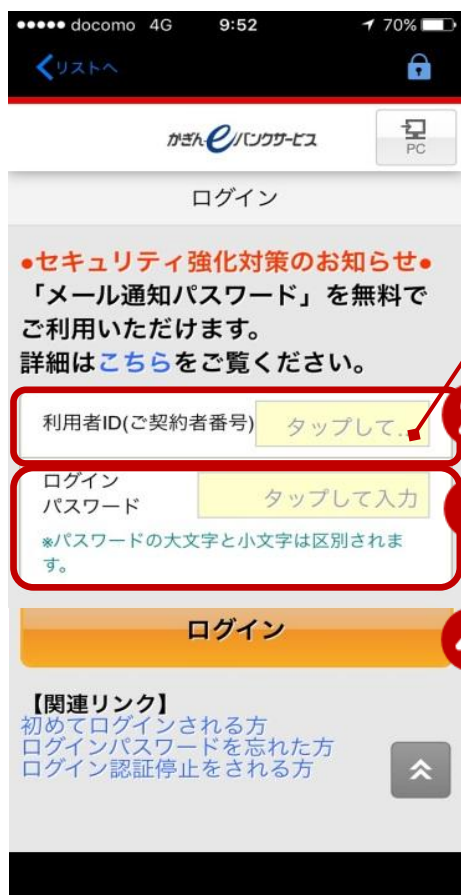 docomo 4G 9:52 70%
リストへ
かぎん eバンクサービス
PC
ログイン
●セキュリティ強化対策のお知らせ●
「メール通知パスワード」を無料で
ご利用いただけます。
詳細はこちらをご覧ください。
利用者ID(ご契約者番号) タップして...
ログイン
パスワード
タップして入力
※パスワードの大文字と小文字は区別されま
す。
ログイン
【関連リンク】
初めてログインされる方
ログインパスワードを忘れた方
ログイン認証停止をされる方